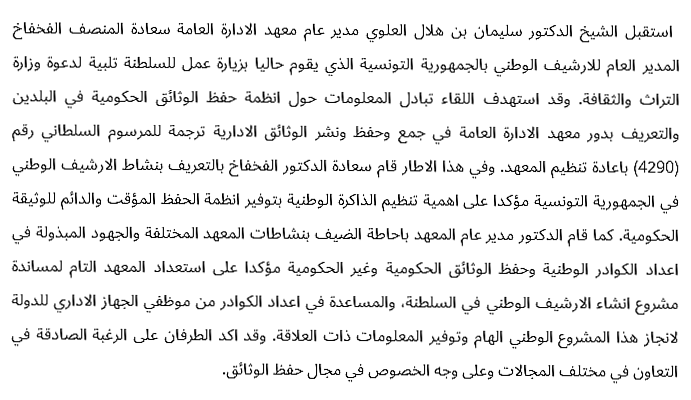 استقبل الشيخ الدكتور سليمان بن هلال العلوي مدير عام معهد الادارة العامة سعادة المنصف الفخفاخ
المدير العام للارشيف الوطني بالجمهورية التونسية الذي يقوم حاليا بزيارة عمل للسلطنة تلبية لدعوة وزارة
التراث والثقافة. وقد استهدف اللقاء تبادل المعلومات حول انظمة حفظ الوثائق الحكومية في البلدين
والتعريف بدور معهد الادارة العامة في جمع وحفظ ونشر الوثائق الادارية ترجمة للمرسوم السلطاني رقم
(4290) باعادة تنظيم المعهد. وفي هذا الاطار قام سعادة الدكتور الفخفاخ بالتعريف بنشاط الارشيف الوطني
في الجمهورية التونسية مؤكدا على اهمية تنظيم الذاكرة الوطنية بتوفير انظمة الحفظ المؤقت والدائم للوثيقة
الحكومية. كما قام الدكتور مدير عام المعهد باحاطة الضيف بنشاطات المعهد المختلفة والجهود المبذولة في
اعداد الكوادر الوطنية وحفظ الوثائق الحكومية وغير الحكومية مؤكدا على استعداد المعهد التام لمساندة
مشروع انشاء الارشيف الوطني في السلطنة، والمساعدة في اعداد الكوادر من موظفي الجهاز الاداري للدولة
لانجاز هذا المشروع الوطني الهام وتوفير المعلومات ذات العلاقة. وقد اكد الطرفان على الرغبة الصادقة في
التعاون في مختلف المجالات وعلى وجه الخصوص في مجال حفظ الوثائق.